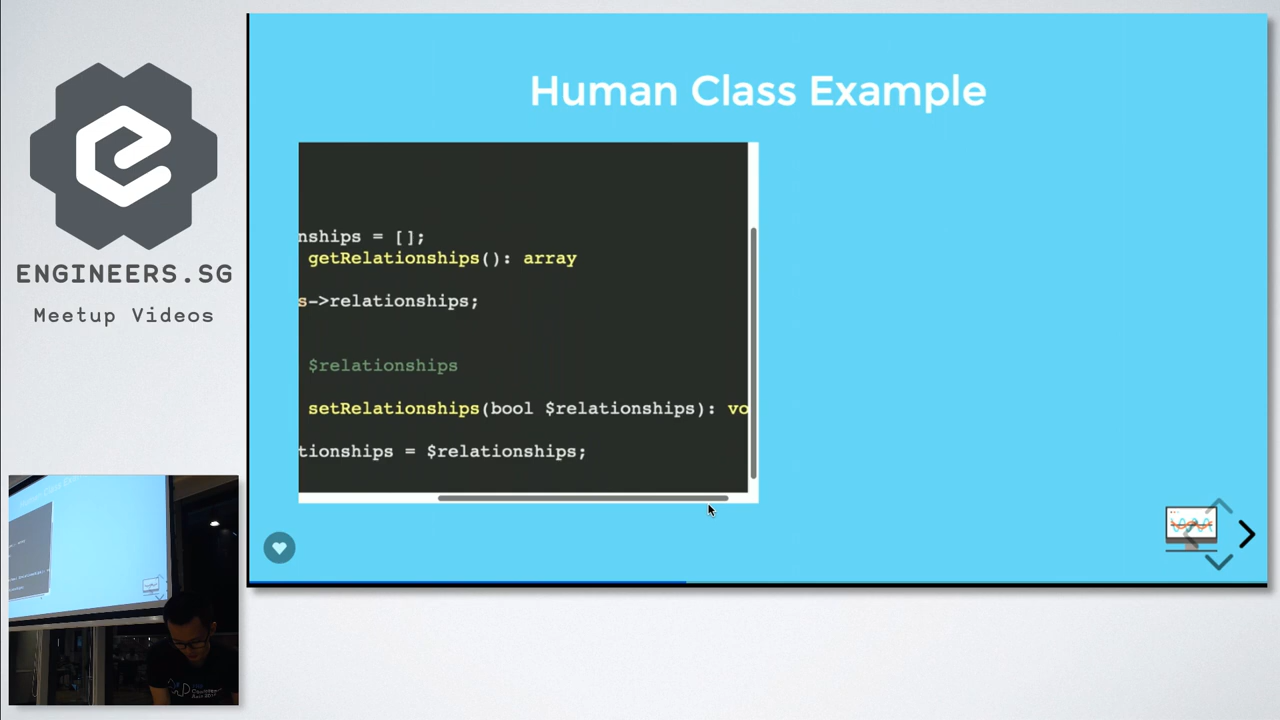 ENGINEERS.SG
Meetup Videos
Human Class Example
nships = [];
getRelationships(): array
s->relationships;
$relationships
setRelationships(bool $relationships): vo
tionships = $relationships;